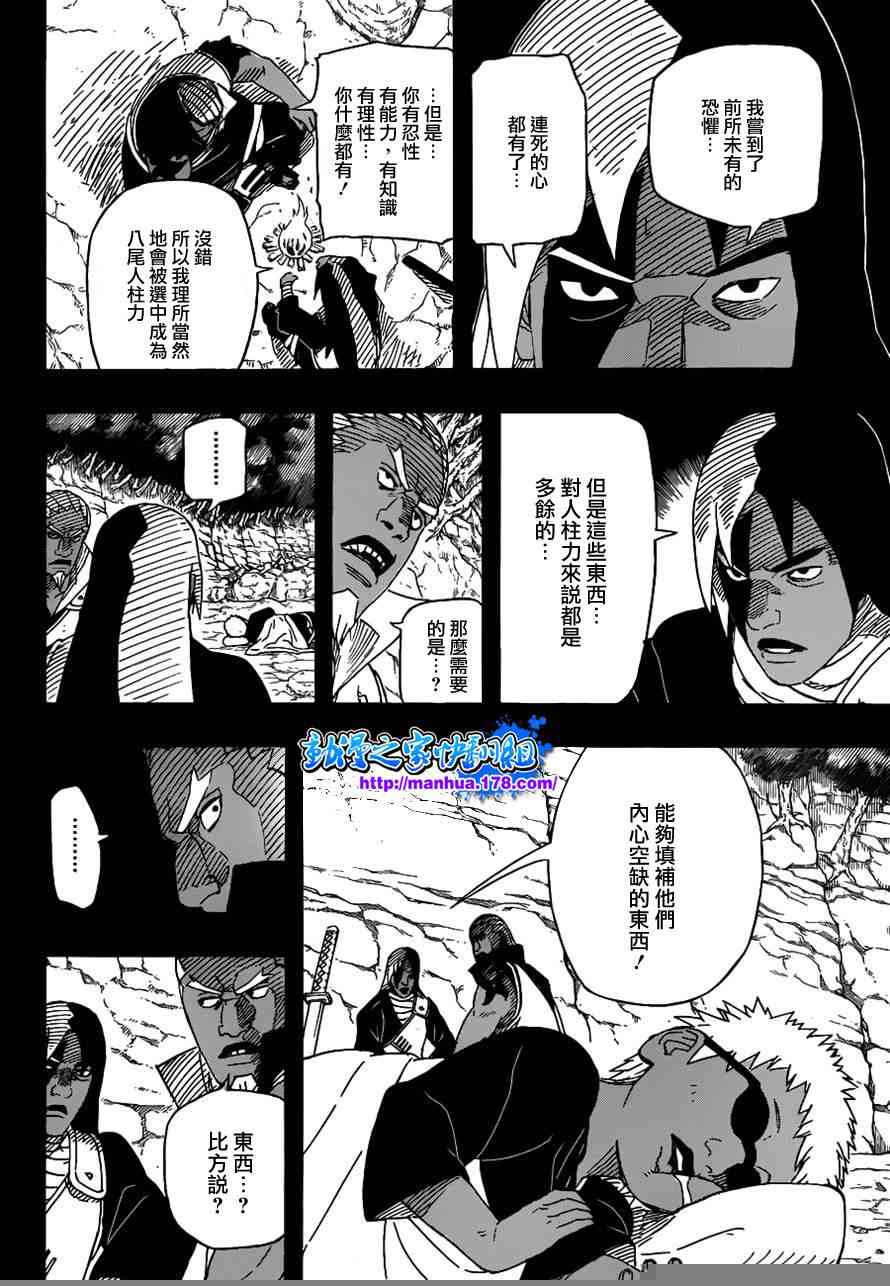 我嘗到了
前所未有的
恐懼…
連死的心
都有了…
…但是…
你有忍性
有能力，有知識
有理性…
你什麼都有！
沒錯
所以我理所當然
地會被選中成為
八尾人柱力
但是這些東西…
對人柱力來説都是
多餘的…
那麼需要
的是…？
………
動漫之家快翻組
http://manhua.178.com/
能夠填補他們
內心空缺的東西！
………
東西…？
比方説？